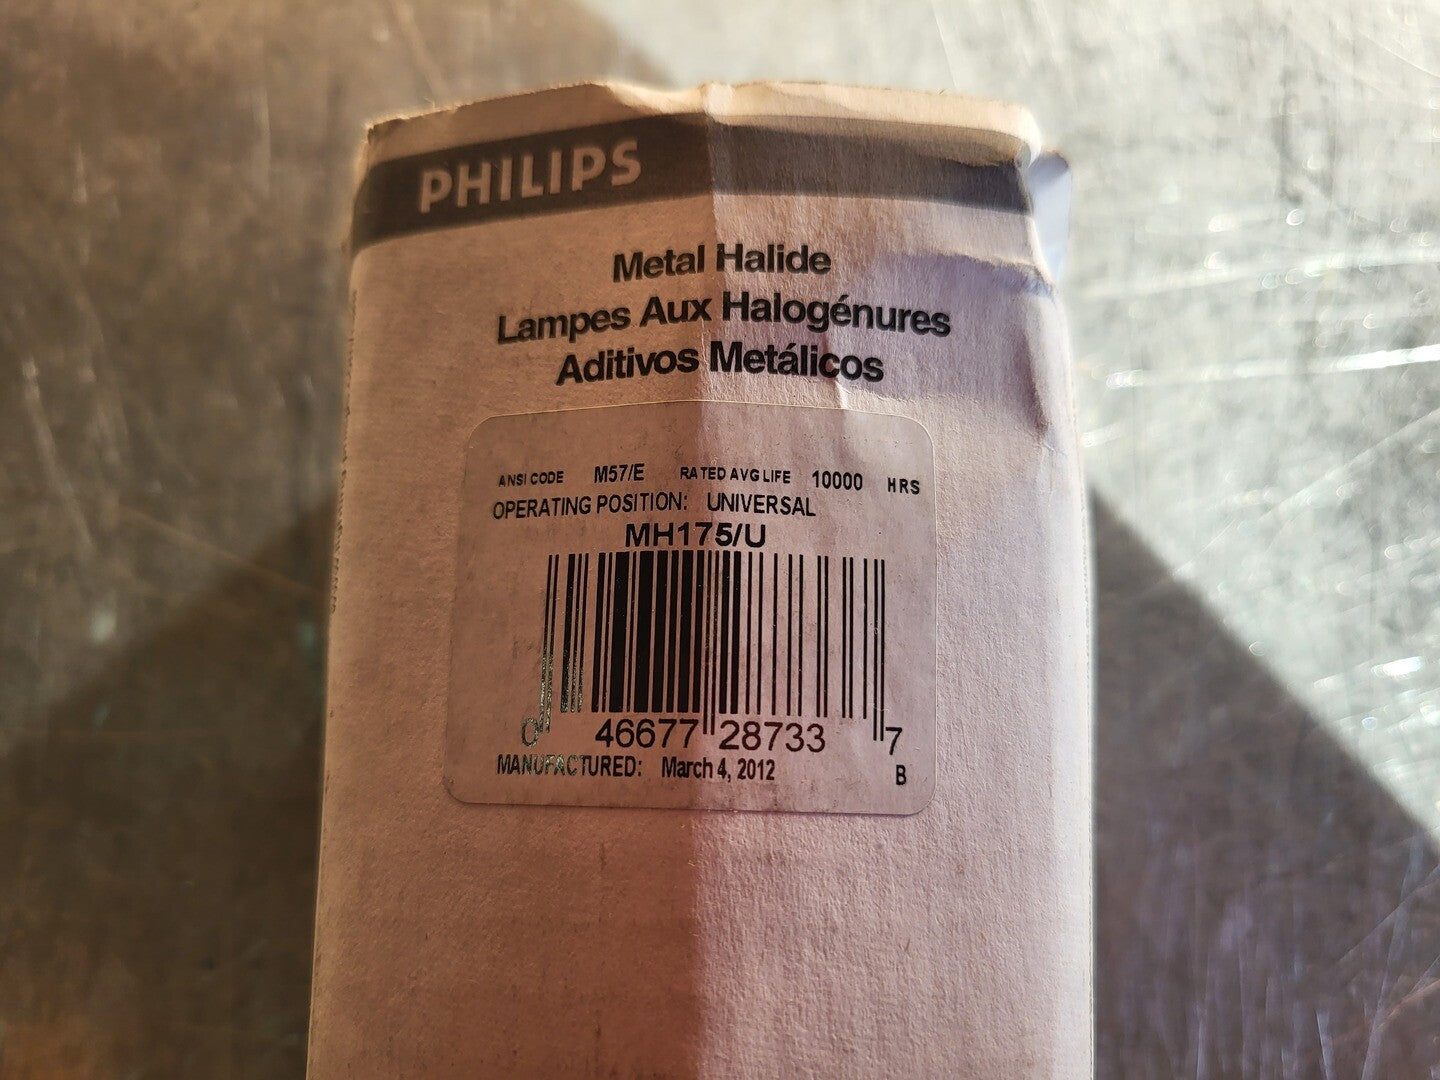 PHILIPS
Metal Halide
Lampes Aux Halogénures
Aditivos Metálicos
ANSI CODE M57/E RATED AVG LIFE 10000 HRS
OPERATING POSITION: UNIVERSAL
MH175/U
0 46677 28733 7
MANUFACTURED: March 4, 2012 B